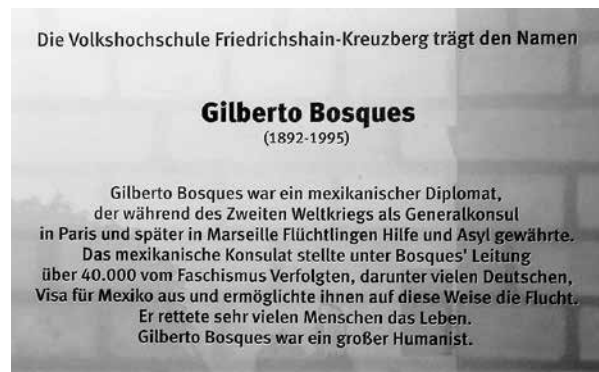 Die Volkshochschule Friedrichshain-Kreuzberg trägt den Namen
Gilberto Bosques
(1892-1995)
Gilberto Bosques war ein mexikanischer Diplomat,
der während des Zweiten Weltkriegs als Generalkonsul
in Paris und später in Marseille Flüchtlingen Hilfe und Asyl gewährte.
Das mexikanische Konsulat stellte unter Bosques' Leitung
über 40.000 vom Faschismus Verfolgten, darunter vielen Deutschen,
Visa für Mexiko aus und ermöglichte ihnen auf diese Weise die Flucht.
Er rettete sehr vielen Menschen das Leben.
Gilberto Bosques war ein großer Humanist.